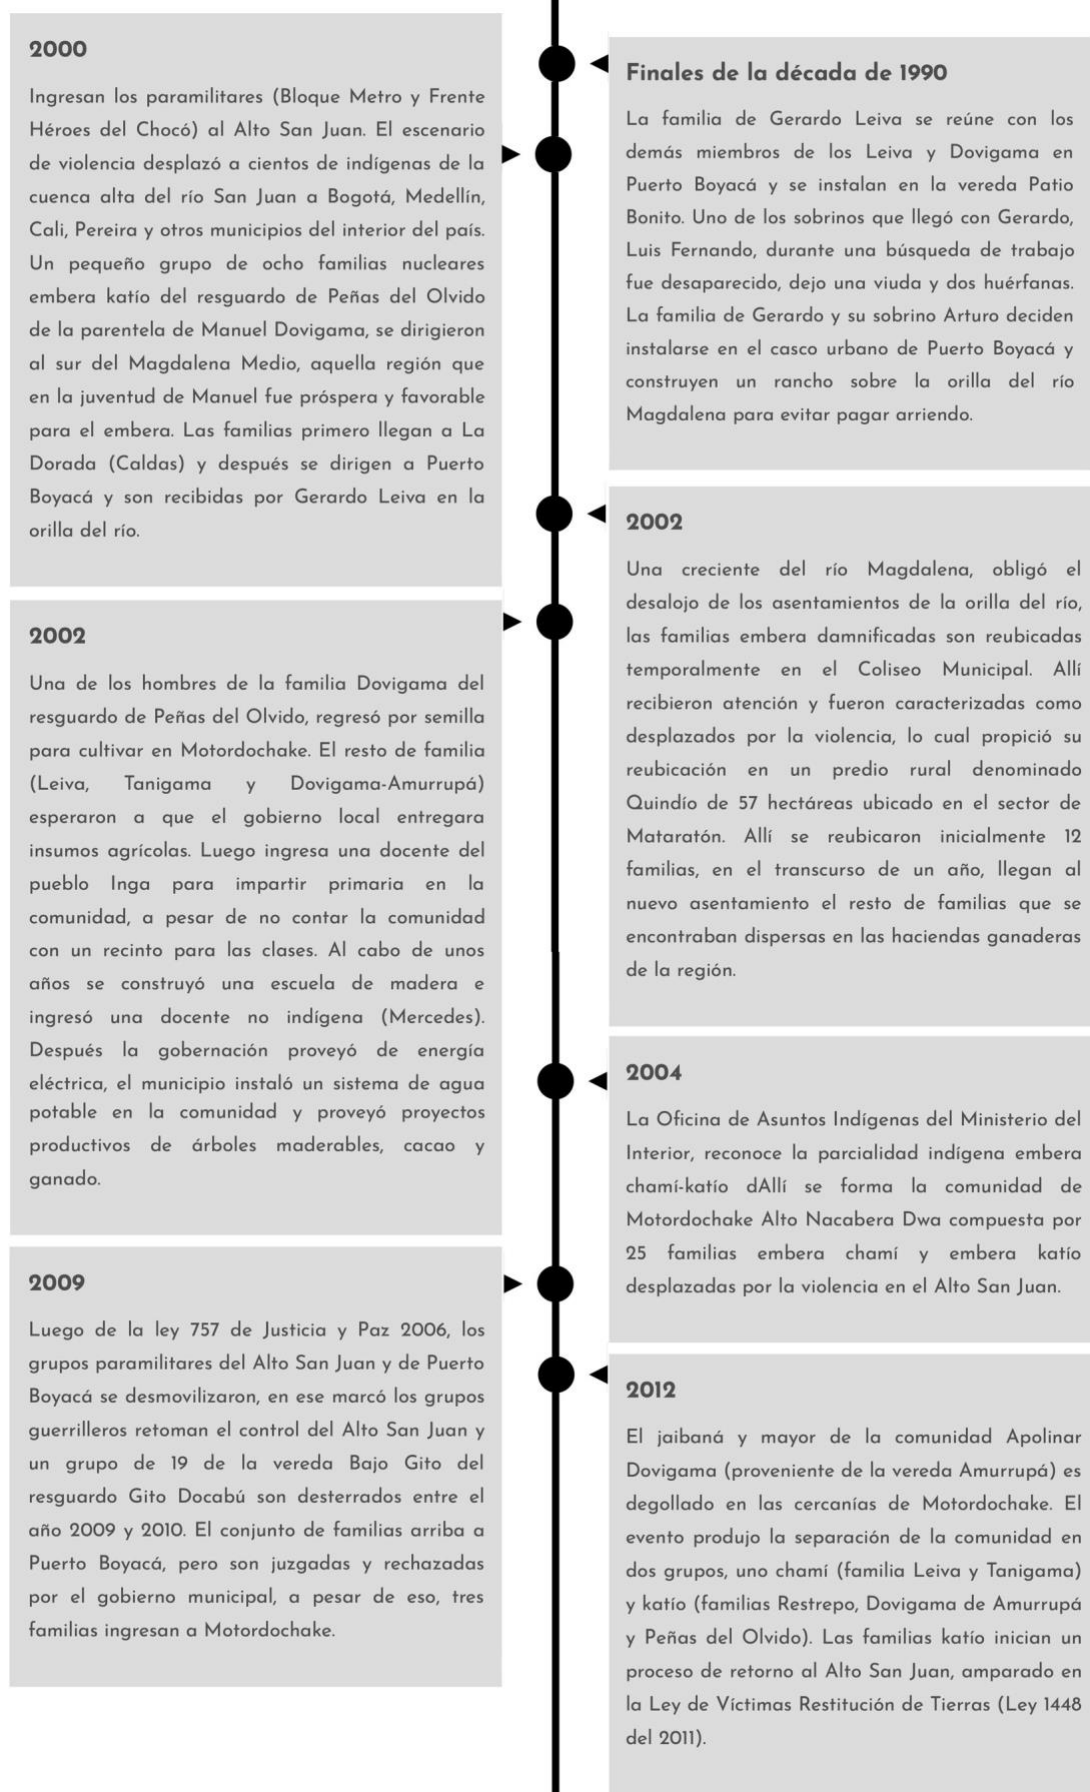 Finales de la década de 1990
La familia de Gerardo Leiva se reúne con los
demás miembros de los Leiva y Dovigama en
Puerto Boyacá y se instalan en la vereda Patio
Bonito. Uno de los sobrinos que llegó con Gerardo,
Luis Fernando, durante una búsqueda de trabajo
fue desaparecido, dejo una viuda y dos huérfanas.
La familia de Gerardo y su sobrino Arturo deciden
instalarse en el casco urbano de Puerto Boyacá y
construyen un rancho sobre la orilla del río
Magdalena para evitar pagar arriendo.
2000
Ingresan los paramilitares (Bloque Metro y Frente
Héroes del Chocó) al Alto San Juan. El escenario
de violencia desplazó a cientos de indígenas de la
cuenca alta del río San Juan a Bogotá, Medellín,
Cali, Pereira y otros municipios del interior del país.
Un pequeño grupo de ocho familias nucleares
embera katío del resguardo de Peñas del Olvido
de la parentela de Manuel Dovigama, se dirigieron
al sur del Magdalena Medio, aquella región que
en la juventud de Manuel fue próspera y favorable
para el embera. Las familias primero llegan a La
Dorada (Caldas) y después se dirigen a Puerto
Boyacá y son recibidas por Gerardo Leiva en la
orilla del río.
2002
Una creciente del río Magdalena, obligó el
desalojo de los asentamientos de la orilla del río,
las familias embera damnificadas son reubicadas
temporalmente en el Coliseo Municipal. Allí
recibieron atención y fueron caracterizadas como
desplazados por la violencia, lo cual propició su
reubicación en un predio rural denominado
Quindío de 57 hectáreas ubicado en el sector de
Mataratón. Allí se reubicaron inicialmente 12
familias, en el transcurso de un año, llegan al
nuevo asentamiento el resto de familias que se
encontraban dispersas en las haciendas ganaderas
de la región.
2002
Una de los hombres de la familia Dovigama del
resguardo de Peñas del Olvido, regresó por semilla
para cultivar en Motordochake. El resto de familia
(Leiva, Tanigama y Dovigama-Amurrupá)
esperaron a que el gobierno local entregara
insumos agrícolas. Luego ingresa una docente del
pueblo Inga para impartir primaria en la
comunidad, a pesar de no contar la comunidad
con un recinto para las clases. Al cabo de unos
años se construyó una escuela de madera e
ingresó una docente no indígena (Mercedes).
Después la gobernación proveyó de energía
eléctrica, el municipio instaló un sistema de agua
potable en la comunidad y proveyó proyectos
productivos de árboles maderables, cacao y
ganado.
2004
La Oficina de Asuntos Indígenas del Ministerio del
Interior, reconoce la parcialidad indígena embera
chamí-katío dAllí se forma la comunidad de
Motordochake Alto Nacabera Dwa compuesta por
25 familias embera chamí y embera katío
desplazadas por la violencia en el Alto San Juan.
2009
Luego de la ley 757 de Justicia y Paz 2006, los
grupos paramilitares del Alto San Juan y de Puerto
Boyacá se desmovilizaron, en ese marcó los grupos
guerrilleros retoman el control del Alto San Juan y
un grupo de 19 de la vereda Bajo Gito del
resguardo Gito Docabú son desterrados entre el
año 2009 y 2010. El conjunto de familias arriba a
Puerto Boyacá, pero son juzgadas y rechazadas
por el gobierno municipal, a pesar de eso, tres
familias ingresan a Motordochake.
2012
El jaibaná y mayor de la comunidad Apolinar
Dovigama (proveniente de la vereda Amurrupá) es
degollado en las cercanías de Motordochake. El
evento produjo la separación de la comunidad en
dos grupos, uno chamí (familia Leiva y Tanigama)
y katío (familias Restrepo, Dovigama de Amurrupá
y Peñas del Olvido). Las familias katío inician un
proceso de retorno al Alto San Juan, amparado en
la Ley de Víctimas Restitución de Tierras (Ley 1448
del 2011).